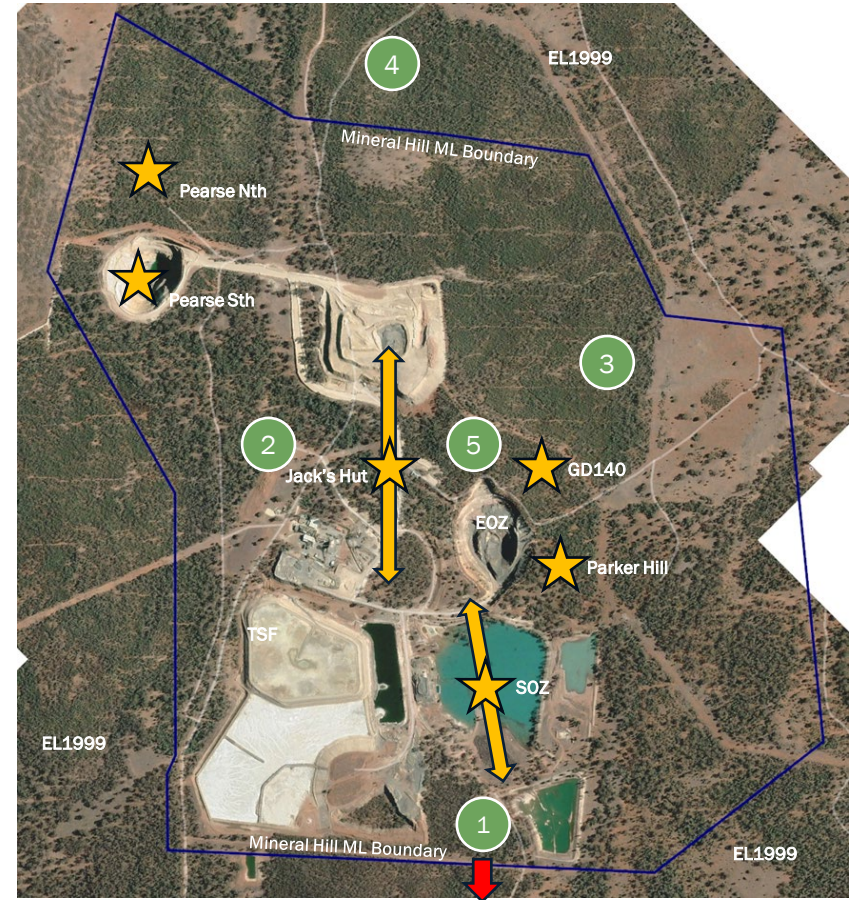 4
EL1999
Mineral Hill ML Boundary
Pearse Nth
Pearse Sth
3
2
5
Jack's Hut
GD140
EOZ
Parker Hill
TSF
SOZ
EL1999
1
Mineral Hill ML Boundary
EL1999